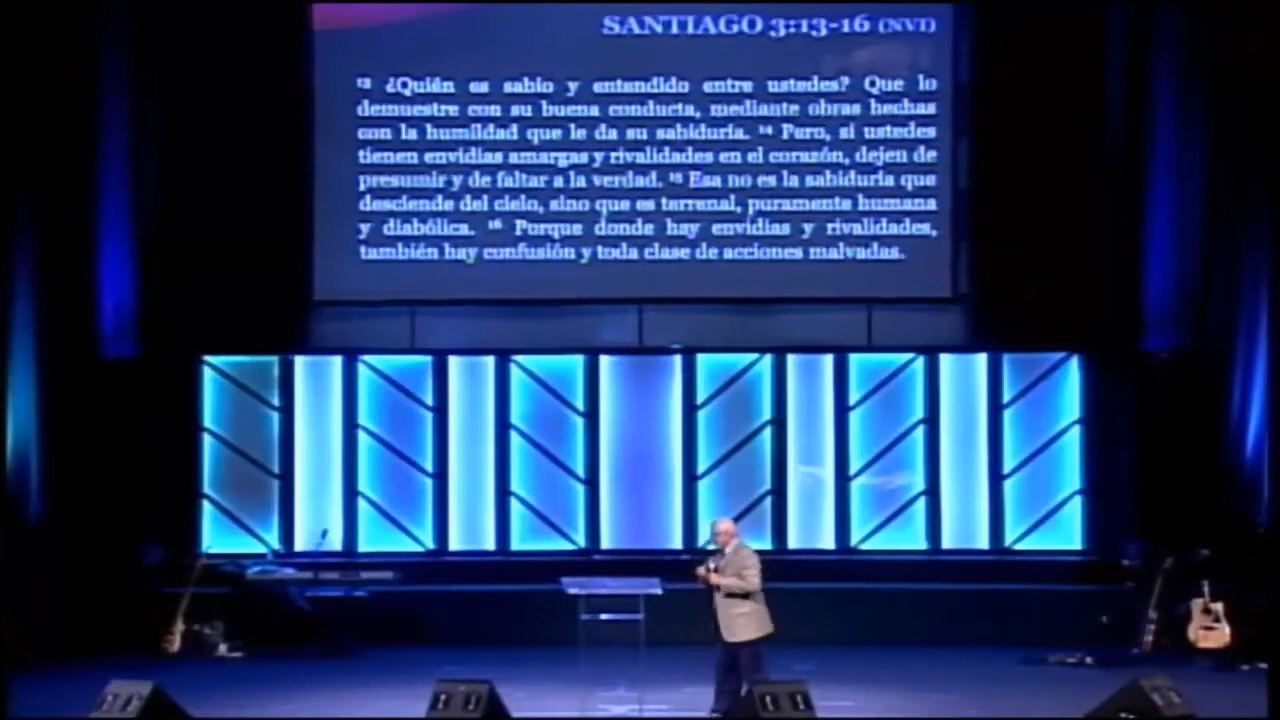 SANTIAGO 3:13-16 (NVI)
¹³ ¿Quién es sabio y entendido entre ustedes? Que lo
demuestre con su buena conducta, mediante obras hechas
con la humildad que le da su sabiduría. ¹⁴ Pero, si ustedes
tienen envidias amargas y rivalidades en el corazón, dejen de
presumir y de faltar a la verdad. ¹⁵ Esa no es la sabiduría que
desciende del cielo, sino que es terrenal, puramente humana
y diabólica. ¹⁶ Porque donde hay envidias y rivalidades,
también hay confusión y toda clase de acciones malvadas.